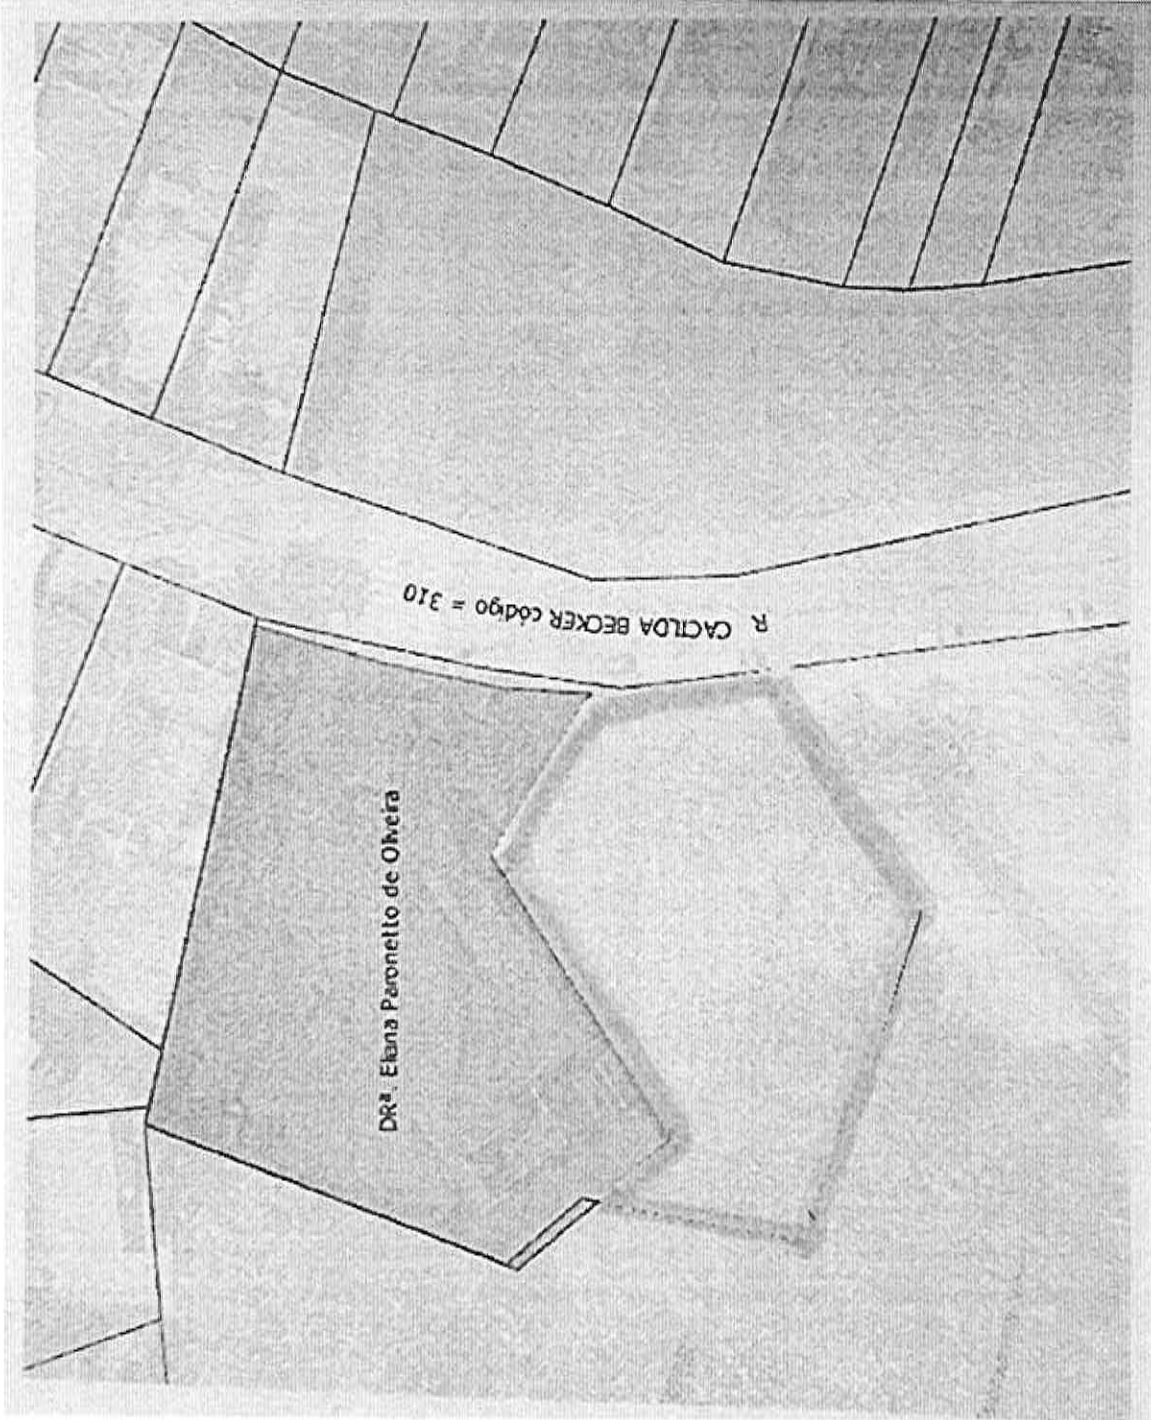 R CACILDA BECKER código = 310
DRª. Eliana Paronetto de Oliveira